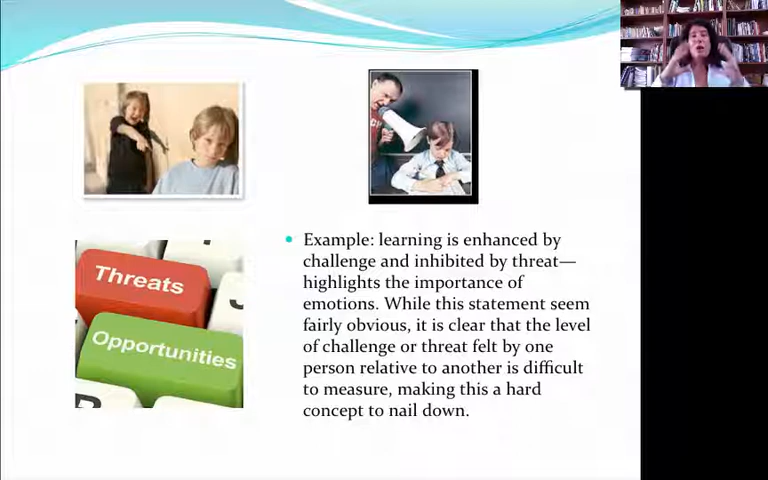 Threats
Opportunities
Example: learning is enhanced by
challenge and inhibited by threat—
highlights the importance of
emotions. While this statement seem
fairly obvious, it is clear that the level
of challenge or threat felt by one
person relative to another is difficult
to measure, making this a hard
concept to nail down.